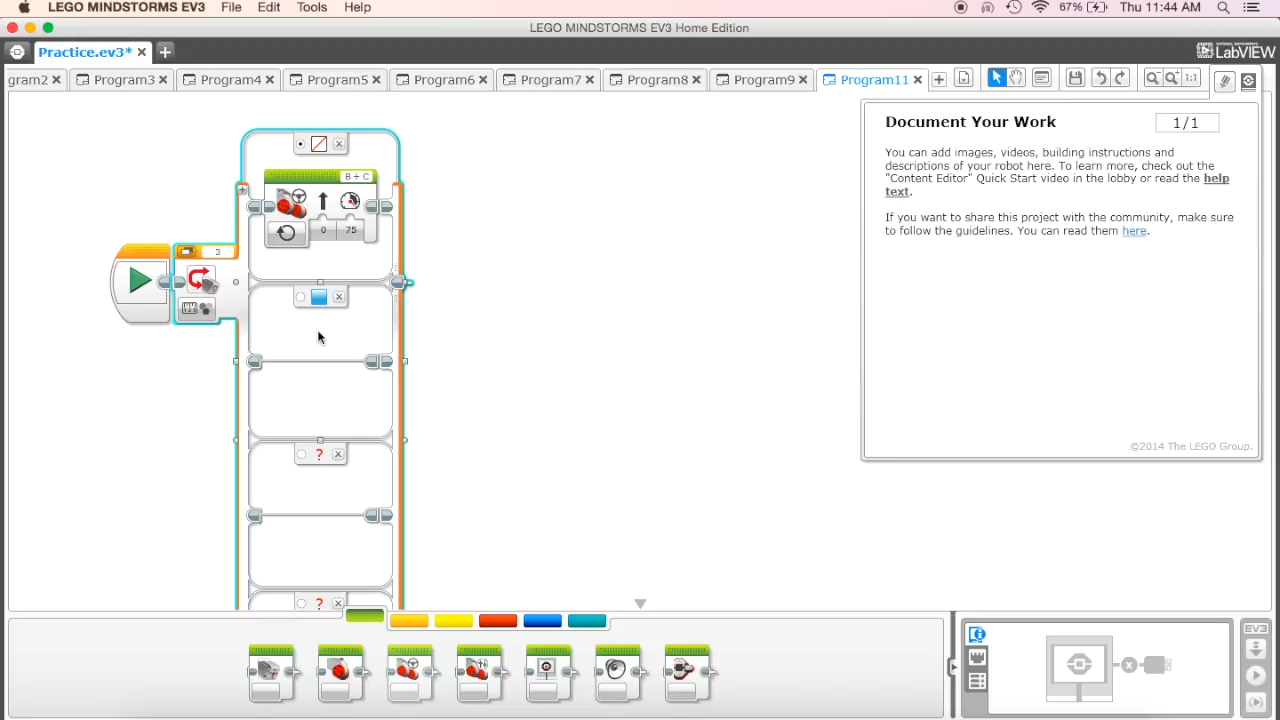 LEGO MINDSTORMS EV3 File Edit Tools Help 67% Thu 11:44 AM
LEGO MINDSTORMS EV3 Home Edition
Practice.ev3* LabVIEW
gram2 Program3 Program4 Program5 Program6 Program7 Program8 Program9 Program11 1:1
Document Your Work 1/1
You can add images, videos, building instructions and
descriptions of your robot here. To learn more, check out the
"Content Editor" Quick Start video in the lobby or read the help
text.
If you want to share this project with the community, make sure
to follow the guidelines. You can read them here.
B + C
0 75
3
?
?
©2014 The LEGO Group.
EV3